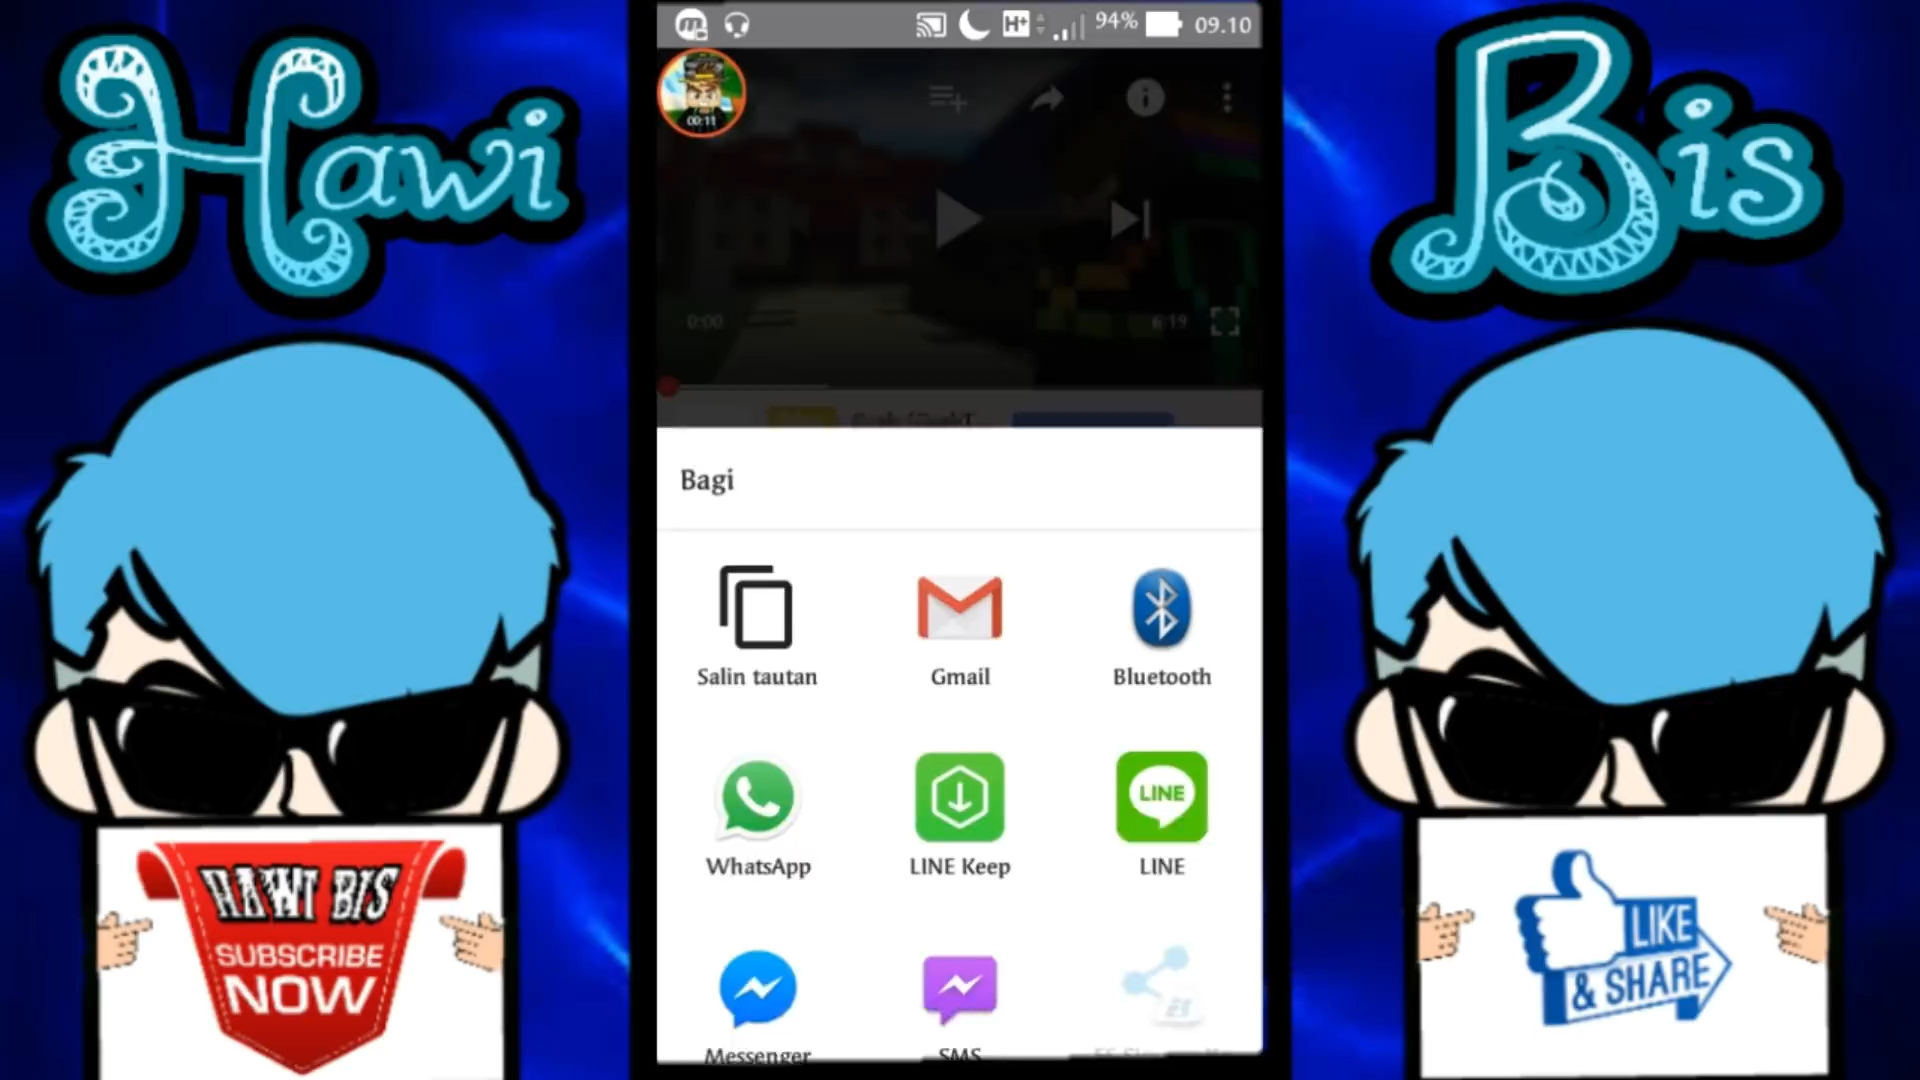 Hawi
Bis
94%
09.10
00:11
0:00
6:19
Bagi
Salin tautan
Gmail
Bluetooth
LINE
WhatsApp
LINE Keep
LINE
Messenger
SMS
HAWI BIS
SUBSCRIBE
NOW
LIKE
& SHARE